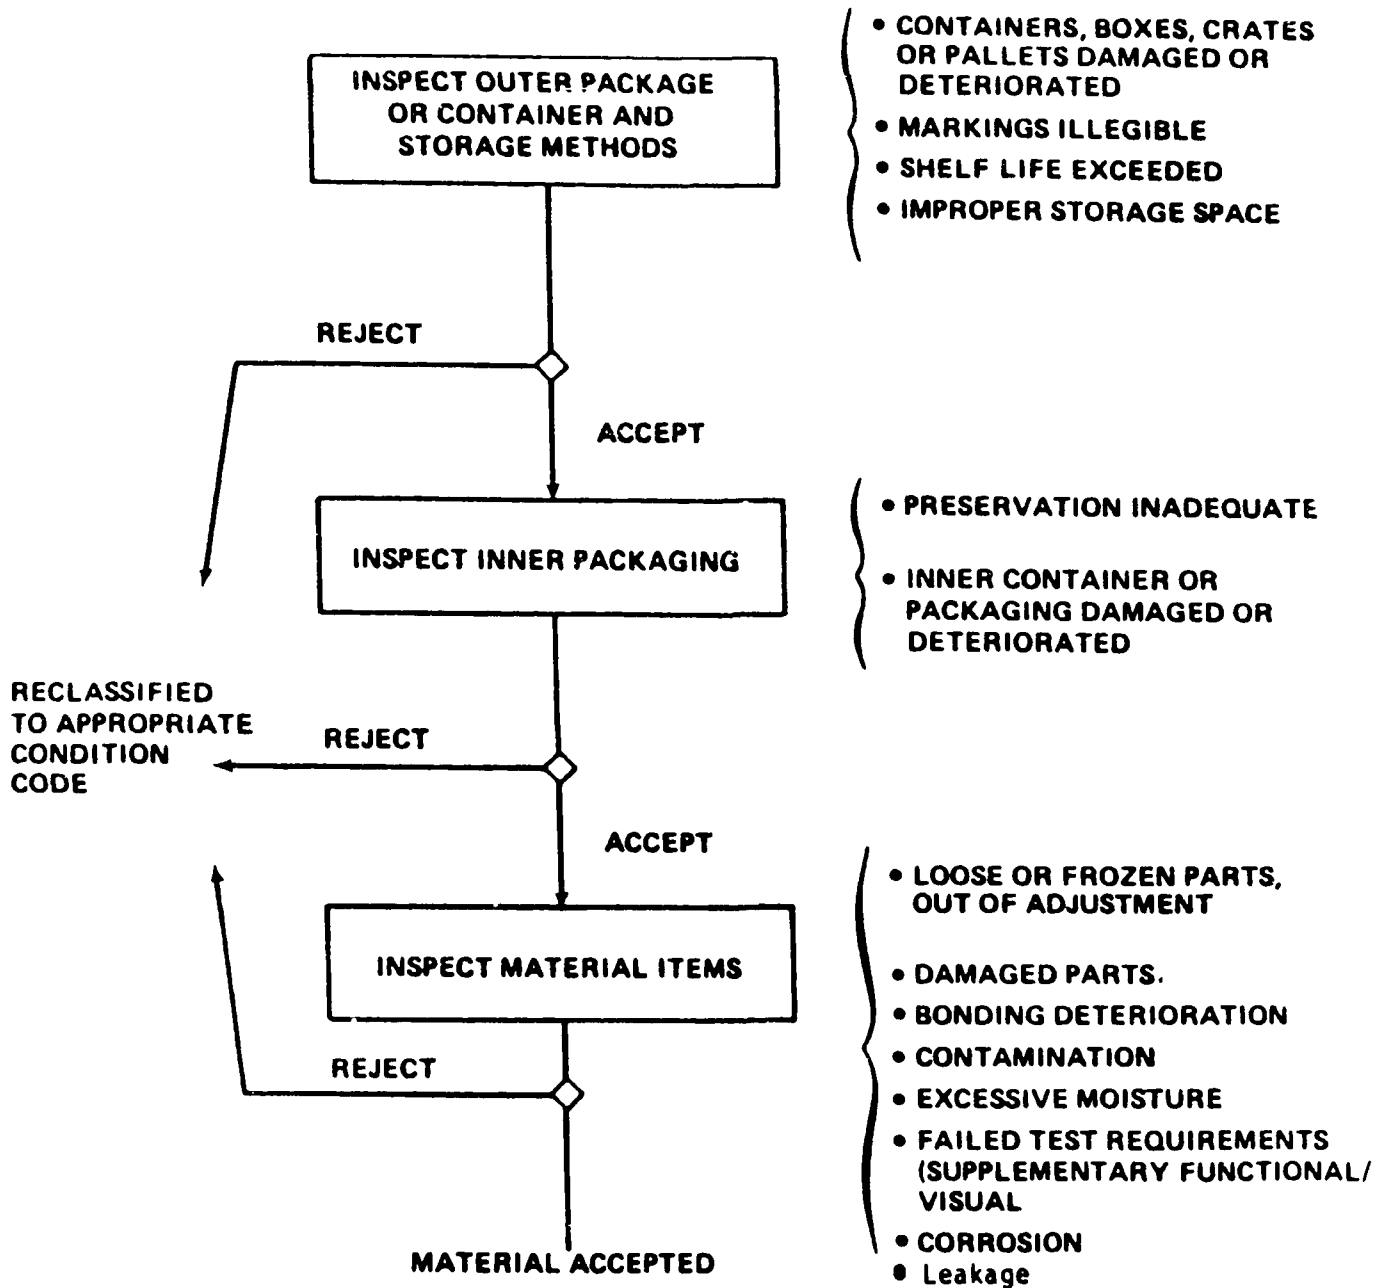 INSPECT OUTER PACKAGE
OR CONTAINER AND
STORAGE METHODS
• CONTAINERS, BOXES, CRATES
OR PALLETS DAMAGED OR
DETERIORATED
• MARKINGS ILLEGIBLE
• SHELF LIFE EXCEEDED
• IMPROPER STORAGE SPACE
REJECT
ACCEPT
INSPECT INNER PACKAGING
• PRESERVATION INADEQUATE
• INNER CONTAINER OR
PACKAGING DAMAGED OR
DETERIORATED
RECLASSIFIED
TO APPROPRIATE
CONDITION
CODE
REJECT
ACCEPT
INSPECT MATERIAL ITEMS
• LOOSE OR FROZEN PARTS,
OUT OF ADJUSTMENT
• DAMAGED PARTS.
• BONDING DETERIORATION
• CONTAMINATION
• EXCESSIVE MOISTURE
• FAILED TEST REQUIREMENTS
(SUPPLEMENTARY FUNCTIONAL/
VISUAL
• CORROSION
• Leakage
REJECT
MATERIAL ACCEPTED